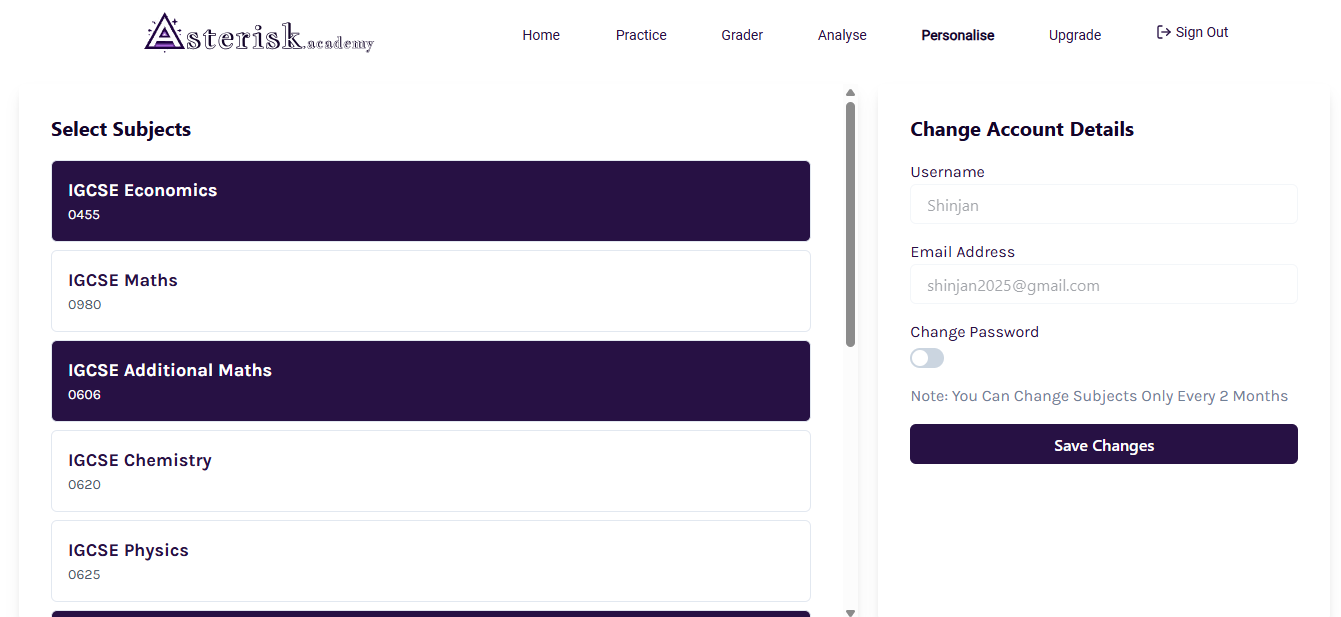 Asterisk.academy
Home Practice Grader Analyse Personalise Upgrade Sign Out
Select Subjects
IGCSE Economics
0455
IGCSE Maths
0980
IGCSE Additional Maths
0606
IGCSE Chemistry
0620
IGCSE Physics
0625
Change Account Details
Username
Shinjan
Email Address
shinjan2025@gmail.com
Change Password
Note: You Can Change Subjects Only Every 2 Months
Save Changes